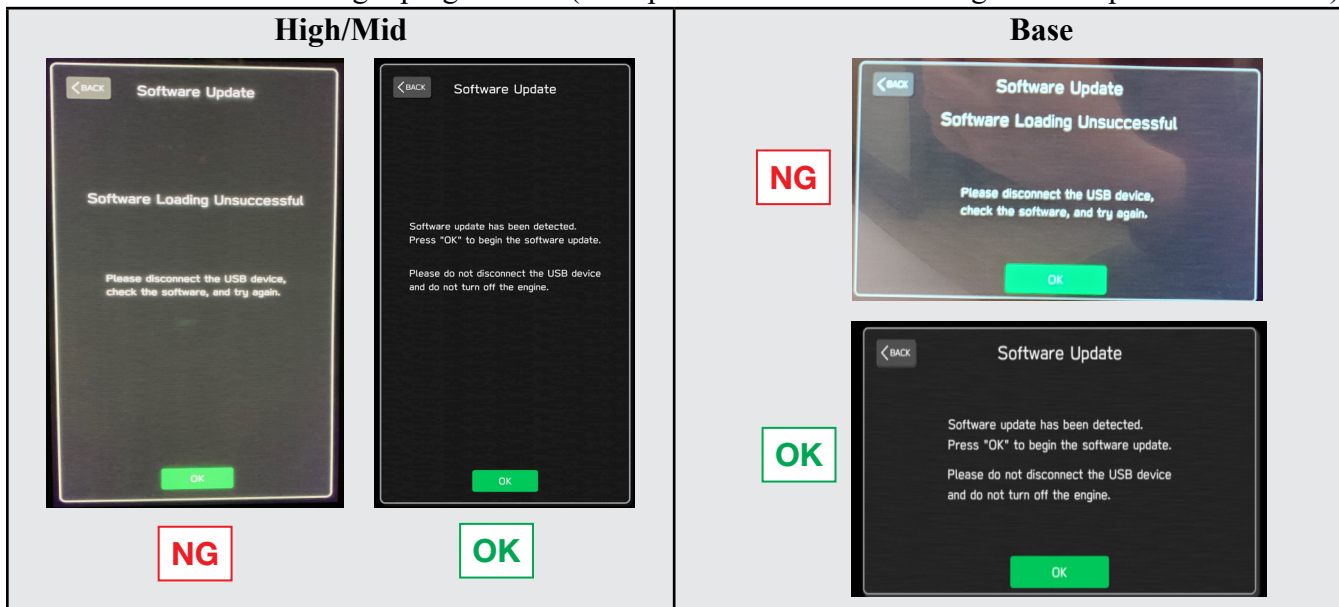 High/Mid
Base
BACK
Software Update
Software Loading Unsuccessful
Please disconnect the USB device,
check the software, and try again.
OK
NG
BACK
Software Update
Software update has been detected.
Press "OK" to begin the software update.
Please do not disconnect the USB device
and do not turn off the engine.
OK
OK
NG
BACK
Software Update
Software Loading Unsuccessful
Please disconnect the USB device,
check the software, and try again.
OK
OK
BACK
Software Update
Software update has been detected.
Press "OK" to begin the software update.
Please do not disconnect the USB device
and do not turn off the engine.
OK